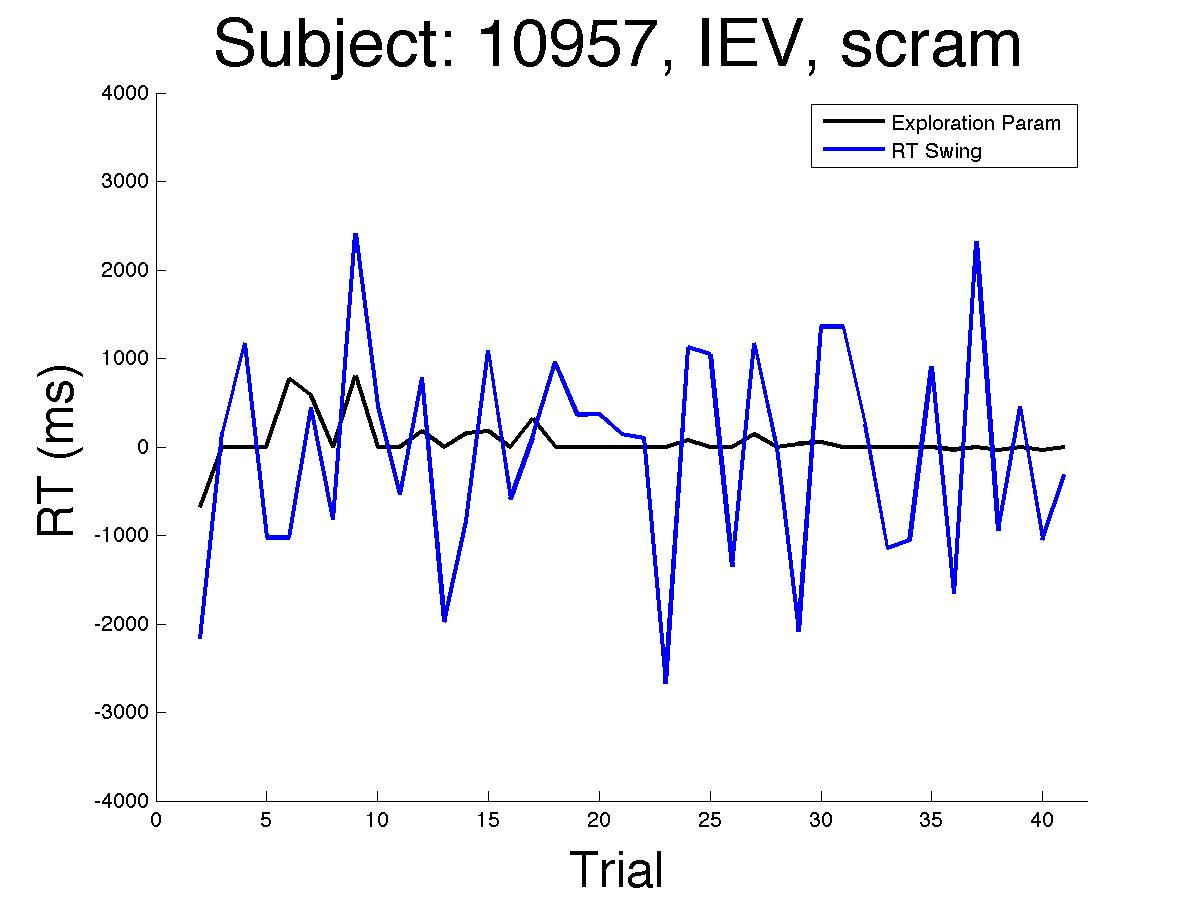 Subject: 10957, IEV, scram
Exploration Param
RT Swing
4000
3000
2000
1000
0
-1000
-2000
-3000
-4000
RT (ms)
0 5 10 15 20 25 30 35 40
Trial